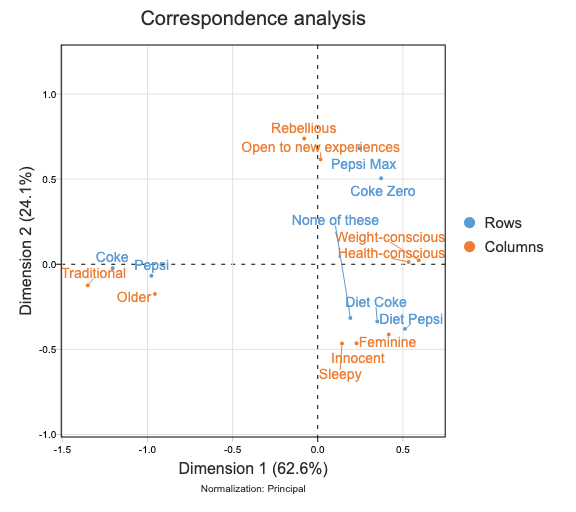 Correspondence analysis
Dimension 2 (24.1%)
1.0
0.5
0.0
-0.5
-1.0
Rebellious
Open to new experiences
Pepsi Max
Coke Zero
None of these
Weight-conscious
Health-conscious
Coke
Pepsi
Traditional
Older
Diet Coke
Diet Pepsi
Feminine
Innocent
Sleepy
Rows
Columns
-1.5 -1.0 -0.5 0.0 0.5
Dimension 1 (62.6%)
Normalization: Principal